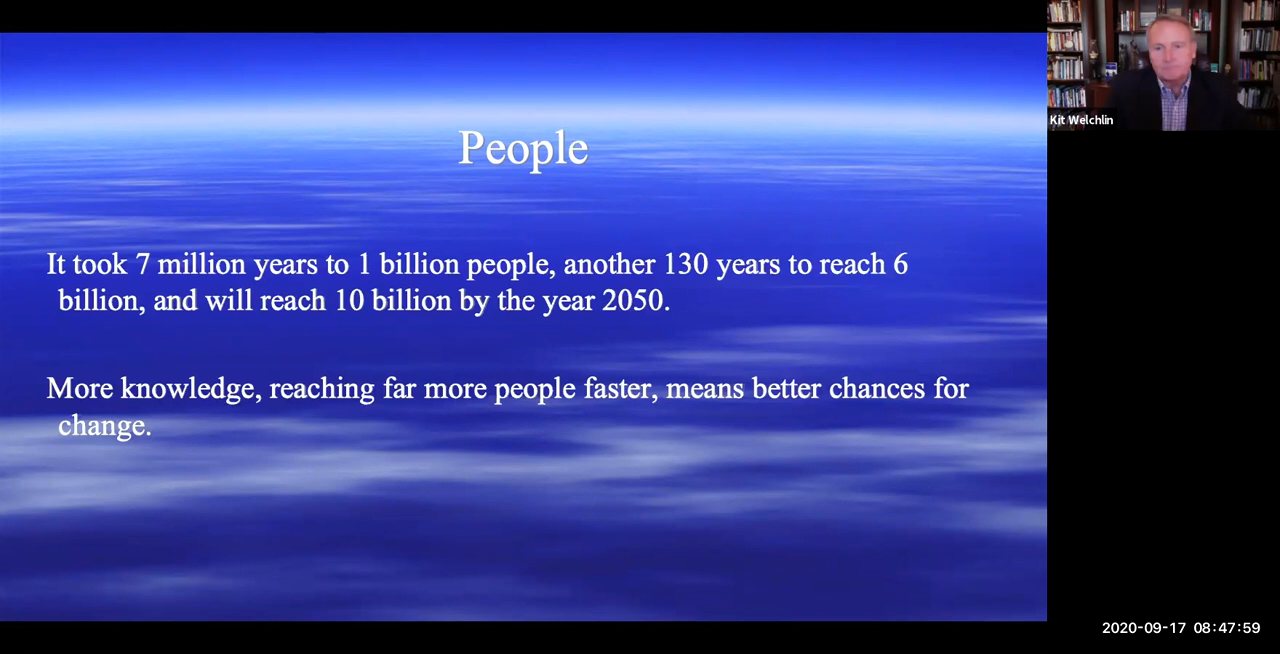 People
It took 7 million years to 1 billion people, another 130 years to reach 6
billion, and will reach 10 billion by the year 2050.
More knowledge, reaching far more people faster, means better chances for
change.
Kit Welchlin
2020-09-17 08:47:59